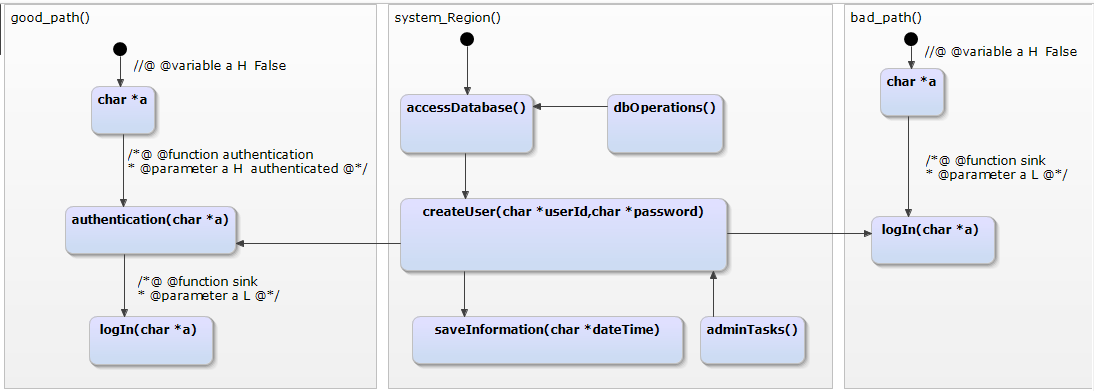 good_path()
//@ @variable a H  False
char *a
/*@ @function authentication
* @parameter a H  authenticated @*/
authentication(char *a)
/*@ @function sink
* @parameter a L @*/
logIn(char *a)
system_Region()
accessDatabase()
dbOperations()
createUser(char *userId,char *password)
saveInformation(char *dateTime)
adminTasks()
bad_path()
//@ @variable a H  False
char *a
/*@ @function sink
* @parameter a L @*/
logIn(char *a)